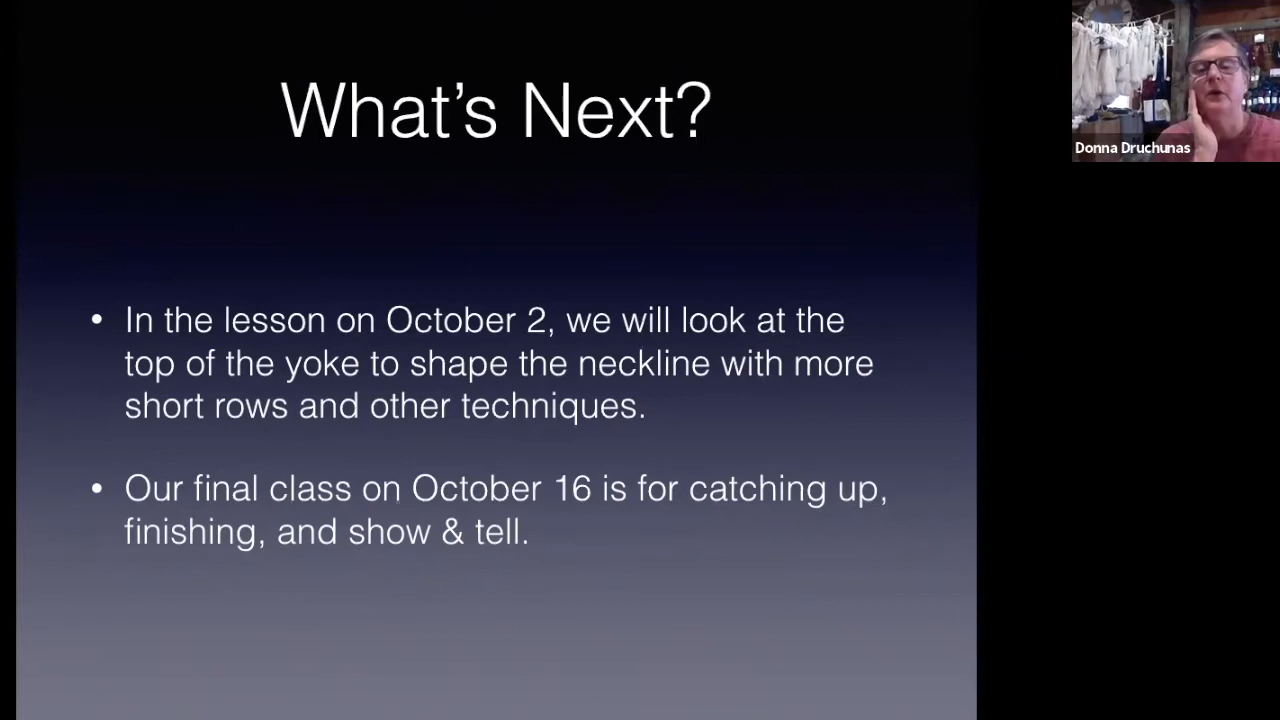 What's Next?
Donna Druchunas
• In the lesson on October 2, we will look at the
top of the yoke to shape the neckline with more
short rows and other techniques.
• Our final class on October 16 is for catching up,
finishing, and show & tell.